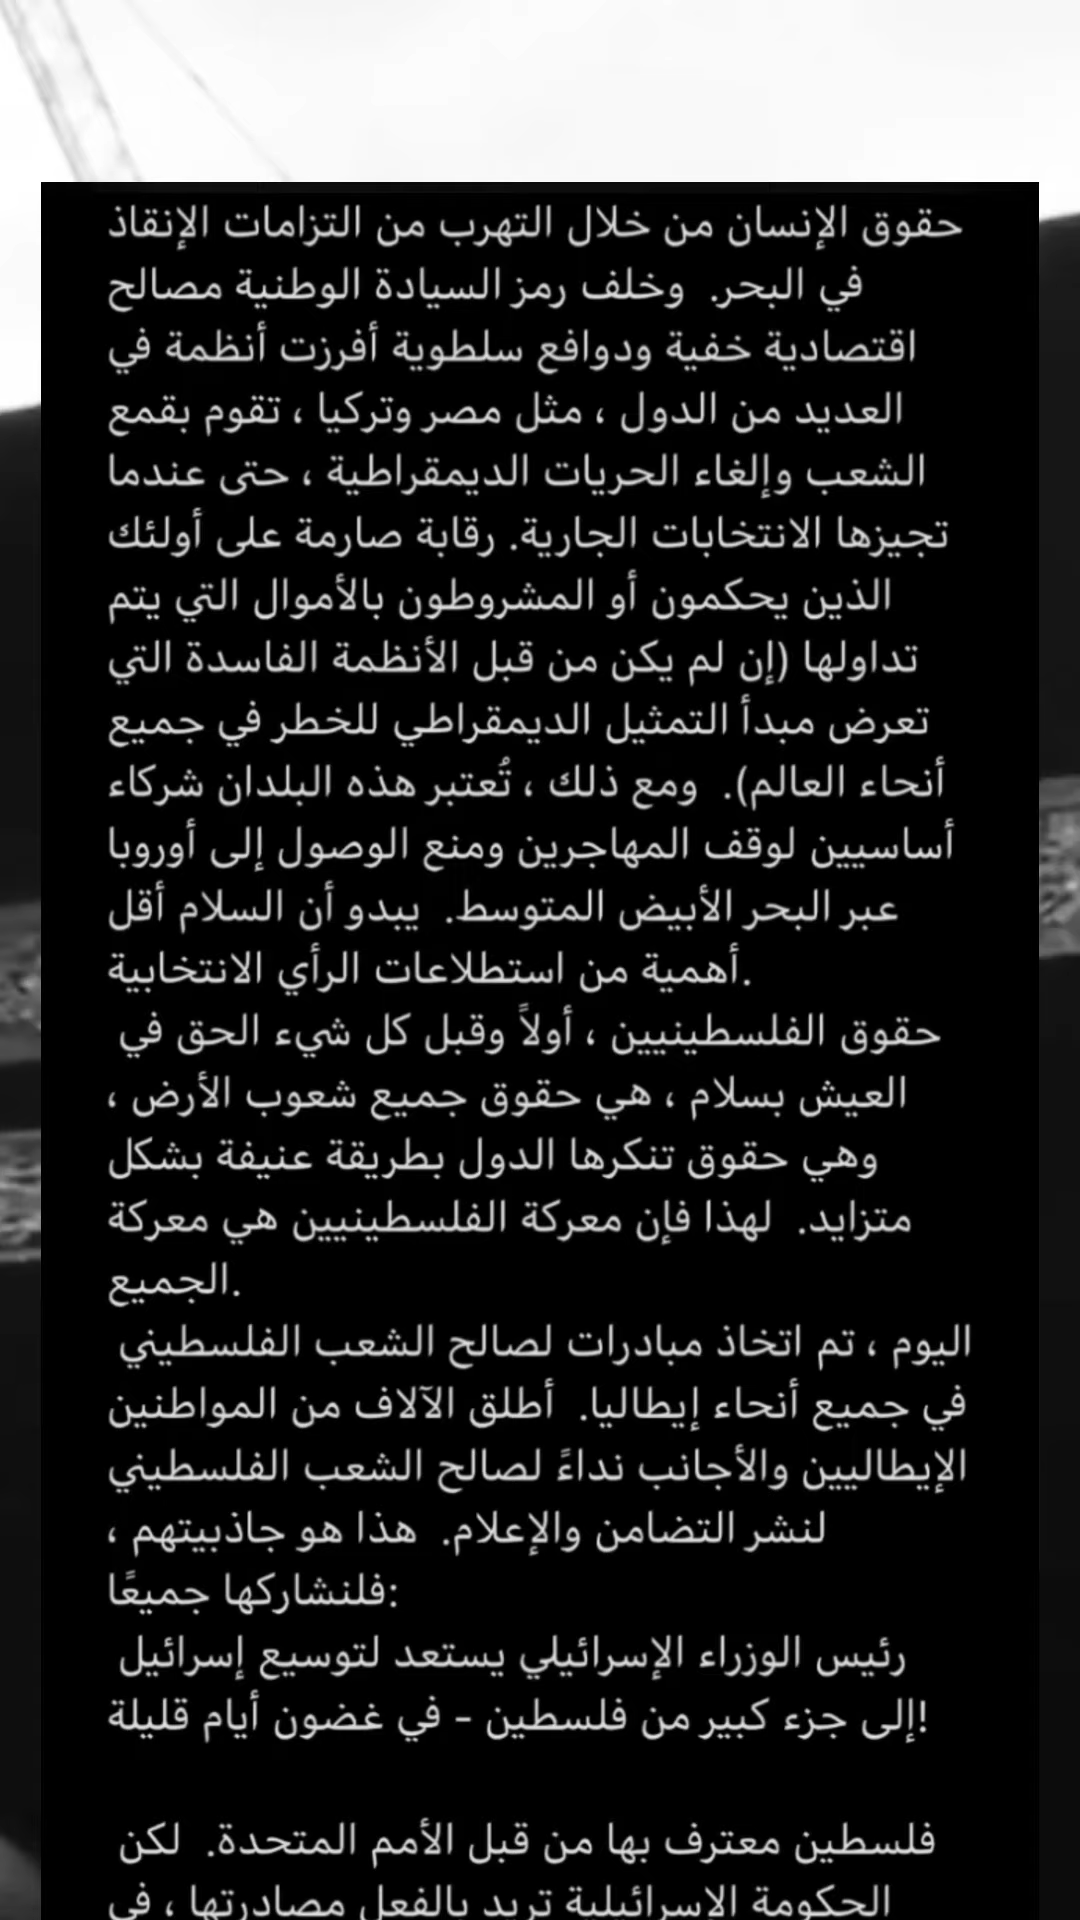 حقوق الإنسان من خلال التهرب من التزامات الإنقاذ
في البحر. وخلف رمز السيادة الوطنية مصالح
اقتصادية خفية ودوافع سلطوية أفرزت أنظمة في
العديد من الدول ، مثل مصر وتركيا ، تقوم بقمع
الشعب وإلغاء الحريات الديمقراطية ، حتى عندما
تجيزها الانتخابات الجارية. رقابة صارمة على أولئك
الذين يحكمون أو المشروطون بالأموال التي يتم
تداولها (إن لم يكن من قبل الأنظمة الفاسدة التي
تعرض مبدأ التمثيل الديمقراطي للخطر في جميع
أنحاء العالم). ومع ذلك ، تُعتبر هذه البلدان شركاء
أساسيين لوقف المهاجرين ومنع الوصول إلى أوروبا
عبر البحر الأبيض المتوسط. يبدو أن السلام أقل
أهمية من استطلاعات الرأي الانتخابية.
حقوق الفلسطينيين ، أولاً وقبل كل شيء الحق في
العيش بسلام ، هي حقوق جميع شعوب الأرض ،
وهي حقوق تنكرها الدول بطريقة عنيفة بشكل
متزايد. لهذا فإن معركة الفلسطينيين هي معركة
الجميع.
اليوم ، تم اتخاذ مبادرات لصالح الشعب الفلسطيني
في جميع أنحاء إيطاليا. أطلق الآلاف من المواطنين
الإيطاليين والأجانب نداءً لصالح الشعب الفلسطيني
لنشر التضامن والإعلام. هذا هو جاذبيتهم ،
فلنشاركها جميعًا:
رئيس الوزراء الإسرائيلي يستعد لتوسيع إسرائيل
إلى جزء كبير من فلسطين - في غضون أيام قليلة!
فلسطين معترف بها من قبل الأمم المتحدة. لكن
الحكومة الإسرائيلية تريد بالفعل مصادرتها ، في